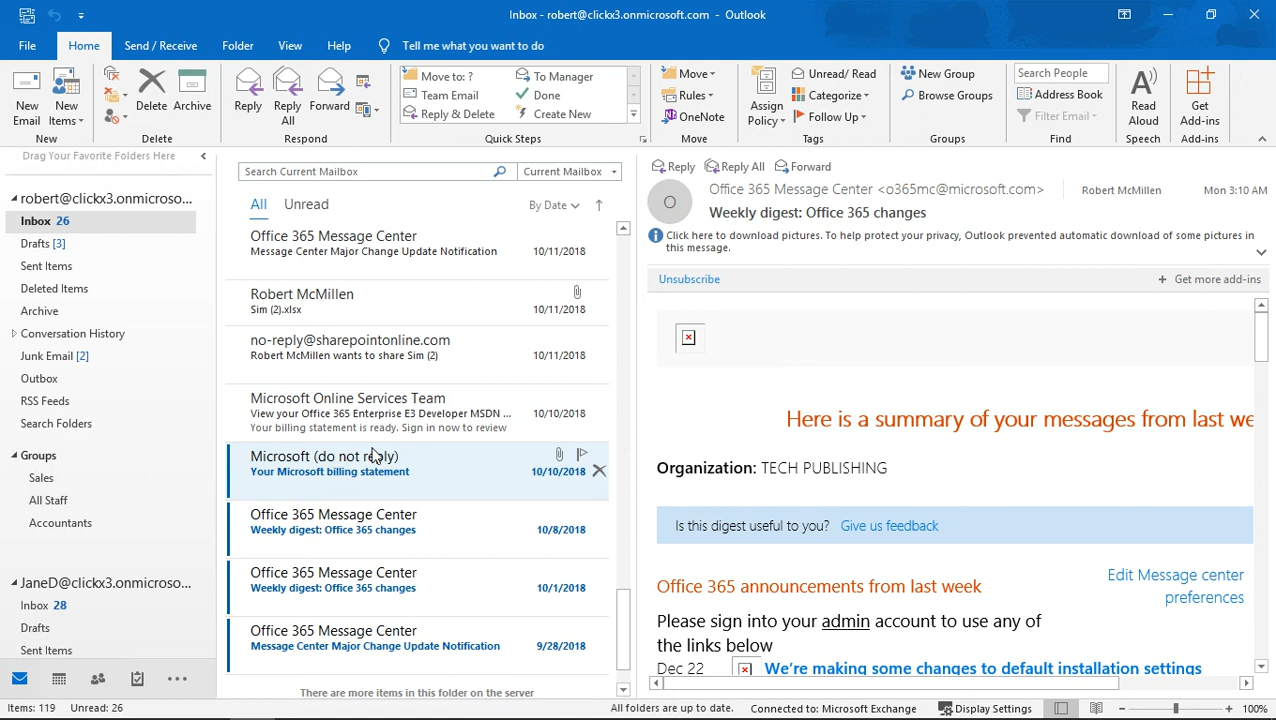 Inbox - robert@clickx3.onmicrosoft.com - Outlook
File Home Send / Receive Folder View Help Tell me what you want to do
New Email
New Items
New
Delete
Archive
Delete
Reply
Reply All
Forward
Respond
Move to: ?
Team Email
Reply & Delete
To Manager
Done
Create New
Quick Steps
Move
Rules
OneNote
Move
Assign Policy
Unread/ Read
Categorize
Follow Up
Tags
New Group
Browse Groups
Groups
Search People
Address Book
Filter Email
Find
Read Aloud
Speech
Get Add-ins
Add-ins
Drag Your Favorite Folders Here
robert@clickx3.onmicroso...
Inbox 26
Drafts [3]
Sent Items
Deleted Items
Archive
Conversation History
Junk Email [2]
Outbox
RSS Feeds
Search Folders
Groups
Sales
All Staff
Accountants
JaneD@clickx3.onmicroso...
Inbox 28
Drafts
Sent Items
Search Current Mailbox
Current Mailbox
All Unread
By Date
Office 365 Message Center
Message Center Major Change Update Notification 10/11/2018
Robert McMillen
Sim (2).xlsx 10/11/2018
no-reply@sharepointonline.com
Robert McMillen wants to share Sim (2) 10/11/2018
Microsoft Online Services Team
View your Office 365 Enterprise E3 Developer MSDN ... 10/10/2018
Your billing statement is ready. Sign in now to review
Microsoft (do not reply)
Your Microsoft billing statement 10/10/2018
Office 365 Message Center
Weekly digest: Office 365 changes 10/8/2018
Office 365 Message Center
Weekly digest: Office 365 changes 10/1/2018
Office 365 Message Center
Message Center Major Change Update Notification 9/28/2018
There are more items in this folder on the server
Reply Reply All Forward
O
Office 365 Message Center <o365mc@microsoft.com> Robert McMillen Mon 3:10 AM
Weekly digest: Office 365 changes
Click here to download pictures. To help protect your privacy, Outlook prevented automatic download of some pictures in
this message.
Unsubscribe + Get more add-ins
Here is a summary of your messages from last we
Organization: TECH PUBLISHING
Is this digest useful to you? Give us feedback
Edit Message center
preferences
Office 365 announcements from last week
Please sign into your admin account to use any of
the links below
Dec 22 We're making some changes to default installation settings
Items: 119 Unread: 26 All folders are up to date. Connected to: Microsoft Exchange Display Settings 100%